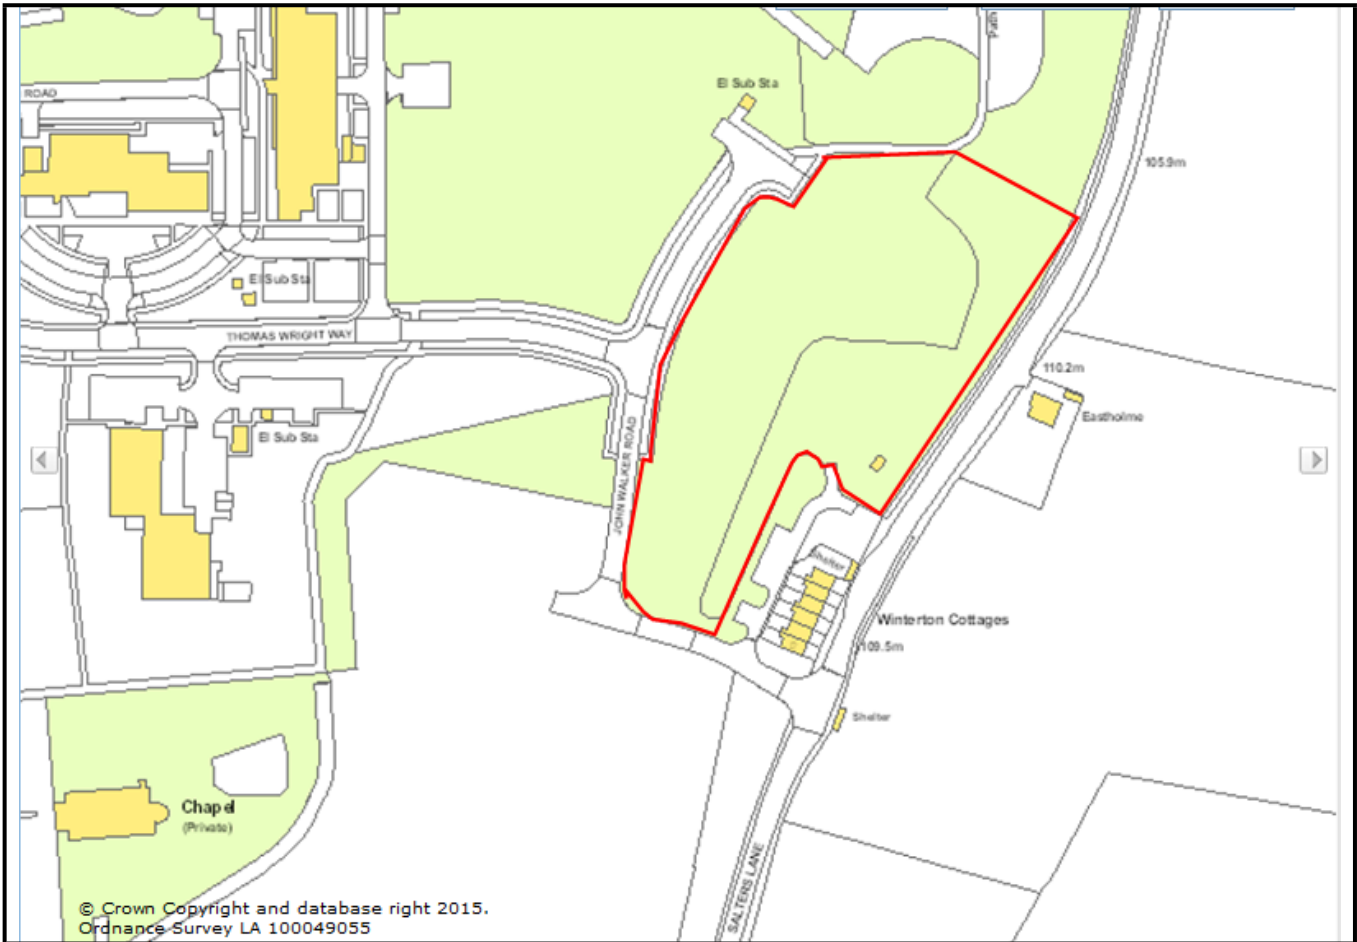 Path
El Sub Sta
ROAD
105.9m
El Sub Sta
THOMAS WRIGHT WAY
110.2m
Eastholme
El Sub Sta
JOHN WALKER ROAD
Shelter
Winterton Cottages
109.5m
Shelter
Chapel
(Private)
SALTERS LANE
© Crown Copyright and database right 2015.
Ordnance Survey LA 100049055